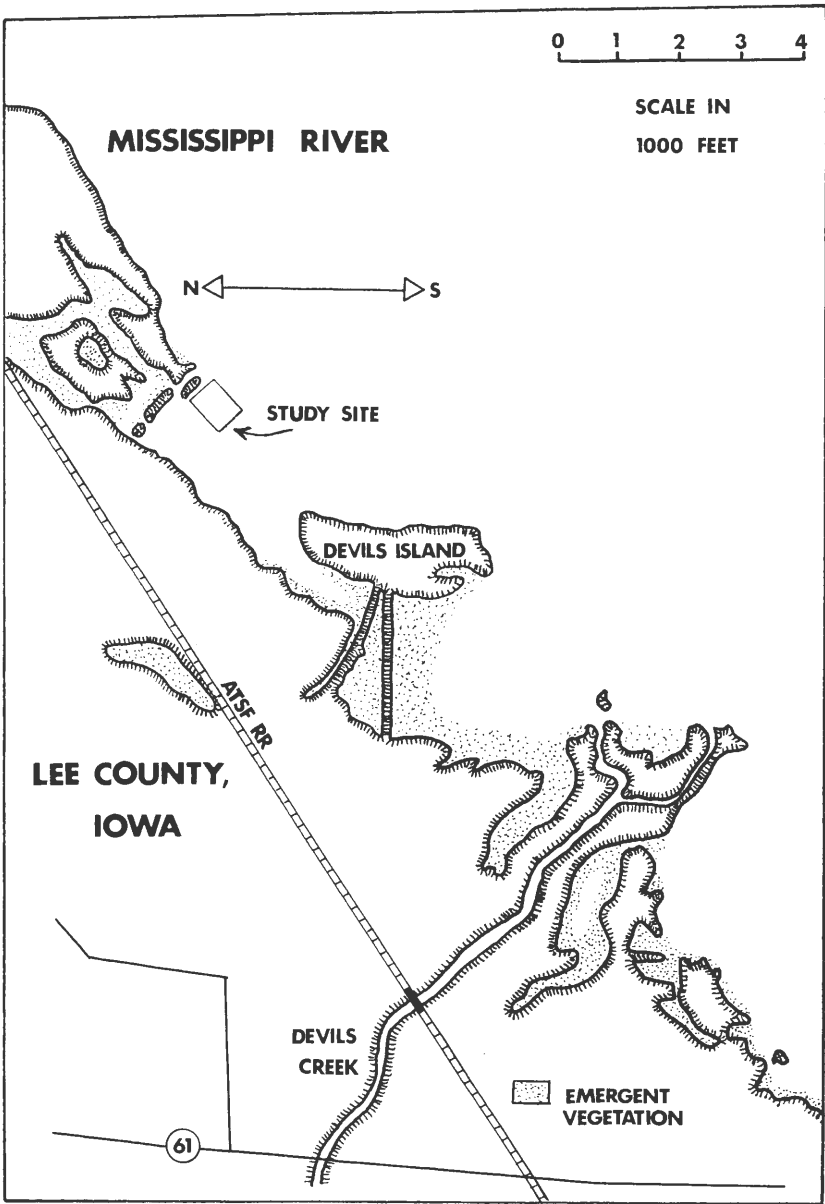 0 1 2 3 4
SCALE IN
1000 FEET
MISSISSIPPI RIVER
N S
STUDY SITE
DEVILS ISLAND
ATSF RR
LEE COUNTY,
IOWA
DEVILS
CREEK
EMERGENT
VEGETATION
61